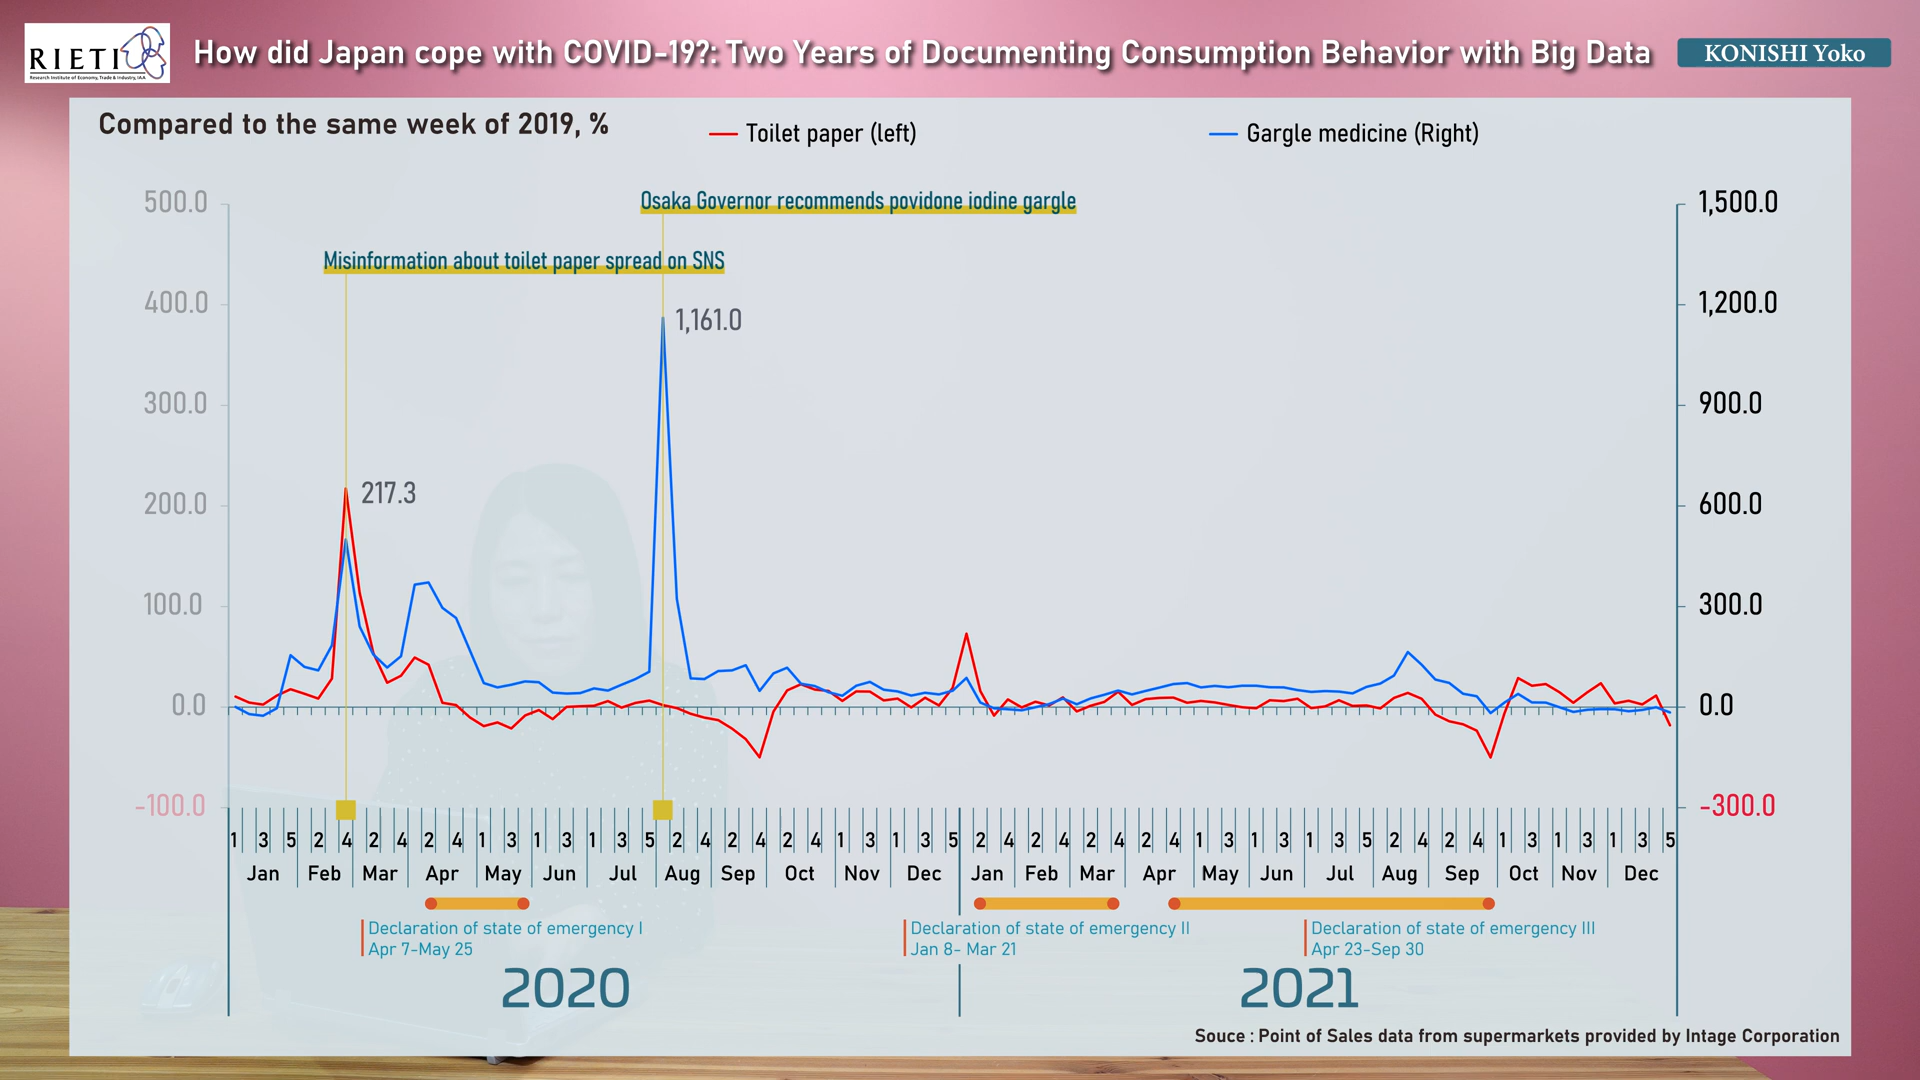 RIETI
Research Institute of Economy, Trade & Industry, IAA
How did Japan cope with COVID-19?: Two Years of Documenting Consumption Behavior with Big Data
KONISHI Yoko
Compared to the same week of 2019, %
Toilet paper (left)
Gargle medicine (Right)
Osaka Governor recommends povidone iodine gargle
Misinformation about toilet paper spread on SNS
500.0
400.0
300.0
200.0
100.0
0.0
-100.0
1,161.0
217.3
1,500.0
1,200.0
900.0
600.0
300.0
0.0
-300.0
1 3 5 2 4 2 4 2 4 1 3 1 3 1 3 5 2 4 2 4 2 4 1 3 1 3 5 2 4 2 4 2 4 2 4 1 3 1 3 1 3 5 2 4 2 4 1 3 1 3 1 3 5
Jan Feb Mar Apr May Jun Jul Aug Sep Oct Nov Dec Jan Feb Mar Apr May Jun Jul Aug Sep Oct Nov Dec
Declaration of state of emergency I
Apr 7-May 25
Declaration of state of emergency II
Jan 8- Mar 21
Declaration of state of emergency III
Apr 23-Sep 30
2020
2021
Souce : Point of Sales data from supermarkets provided by Intage Corporation